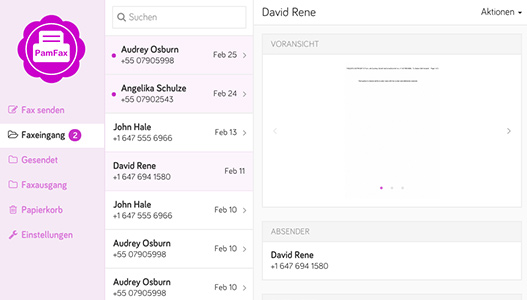 PamFax
Fax senden
Faxeingang 2
Gesendet
Faxausgang
Papierkorb
Einstellungen
Suchen
Audrey Osburn
+55 07905998
Feb 25
Angelika Schulze
+55 07902543
Feb 24
John Hale
+1 647 555 6966
Feb 13
David Rene
+1 647 694 1580
Feb 11
John Hale
+1 647 555 6966
Feb 10
Audrey Osburn
+55 07905998
Feb 10
Audrey Osburn
+55 07905998
Feb 10
David Rene
Aktionen
VORANSICHT
ABSENDER
David Rene
+1 647 694 1580